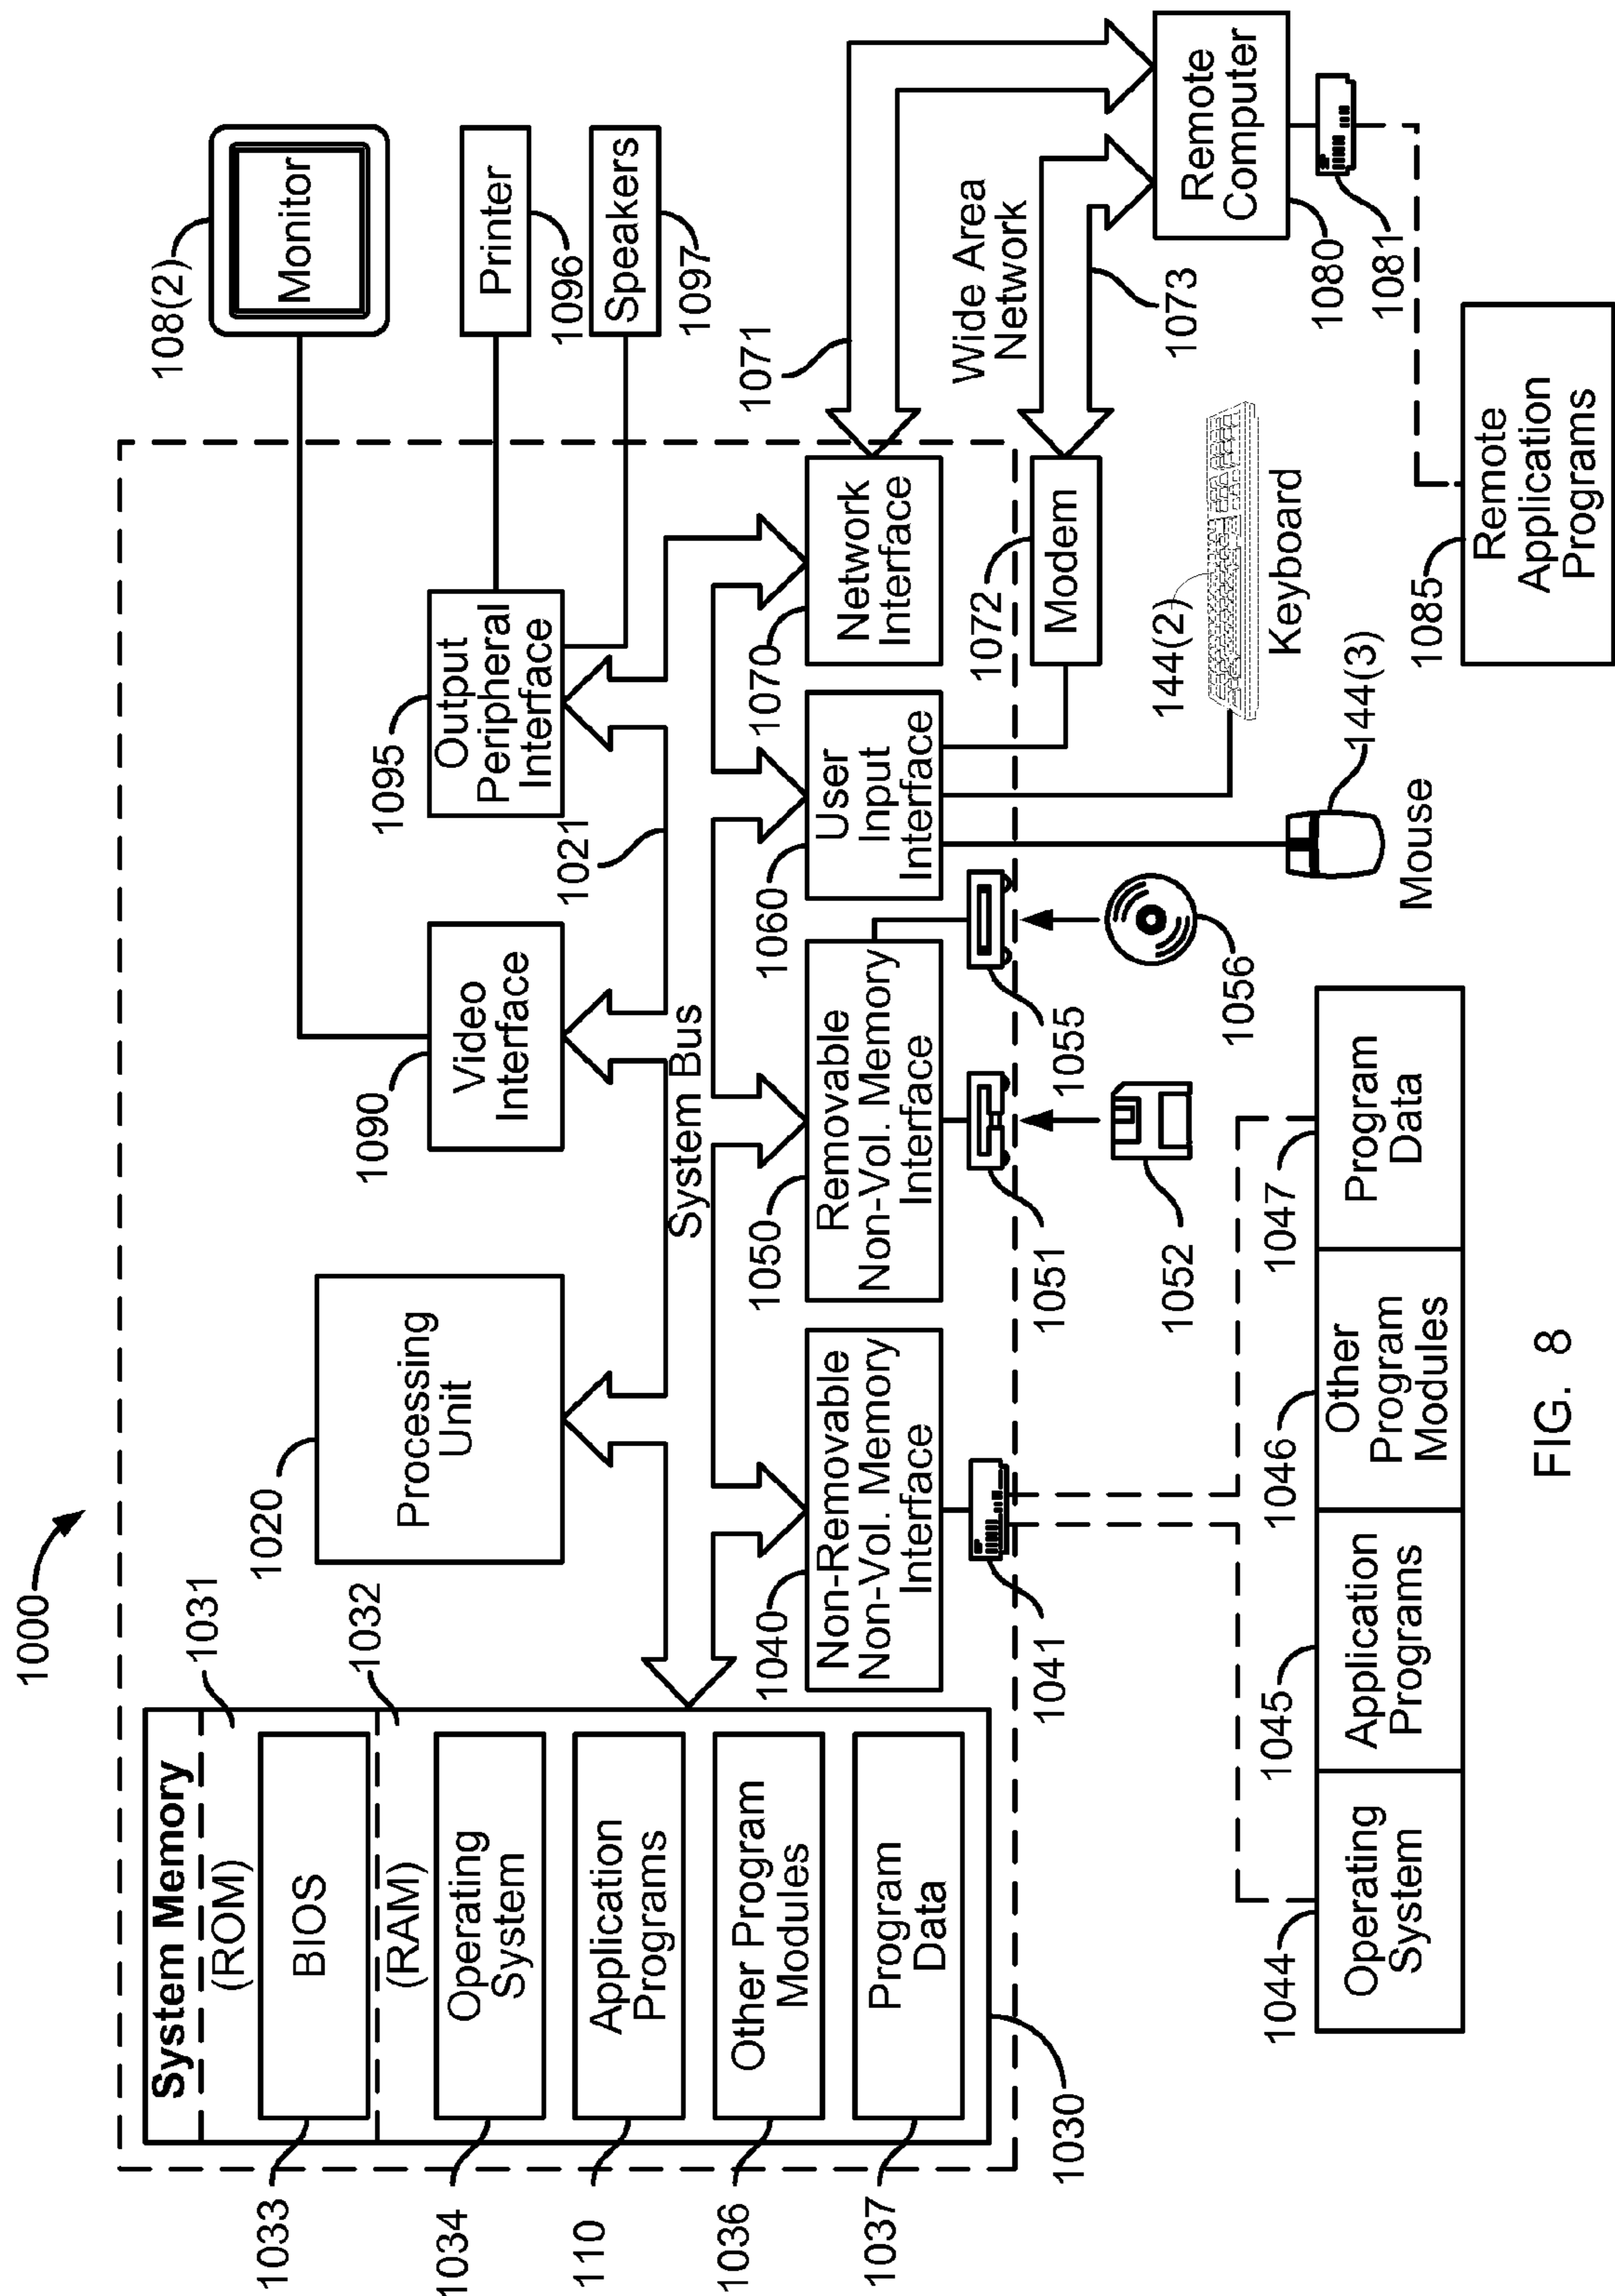 1000
System Memory
(ROM)
1031
BIOS
1033
(RAM)
1032
Operating
System
1034
Application
Programs
110
Other Program
Modules
1036
Program
Data
1037
1030
1020
Processing
Unit
1090
Video
Interface
1095
Output
Peripheral
Interface
108(2)
Monitor
Printer
1096
Speakers
1097
System Bus
1021
1040
Non-Removable
Non-Vol. Memory
Interface
1050
Removable
Non-Vol. Memory
Interface
1060
User
Input
Interface
1070
Network
Interface
1071
Wide Area
Network
1072
Modem
1073
Remote
Computer
1080
1081
1041
1051
1055
1052
1056
Mouse
144(3)
144(2)
Keyboard
1085
Remote
Application
Programs
1044
Operating
System
1045
Application
Programs
1046
Other
Program
Modules
1047
Program
Data
FIG. 8